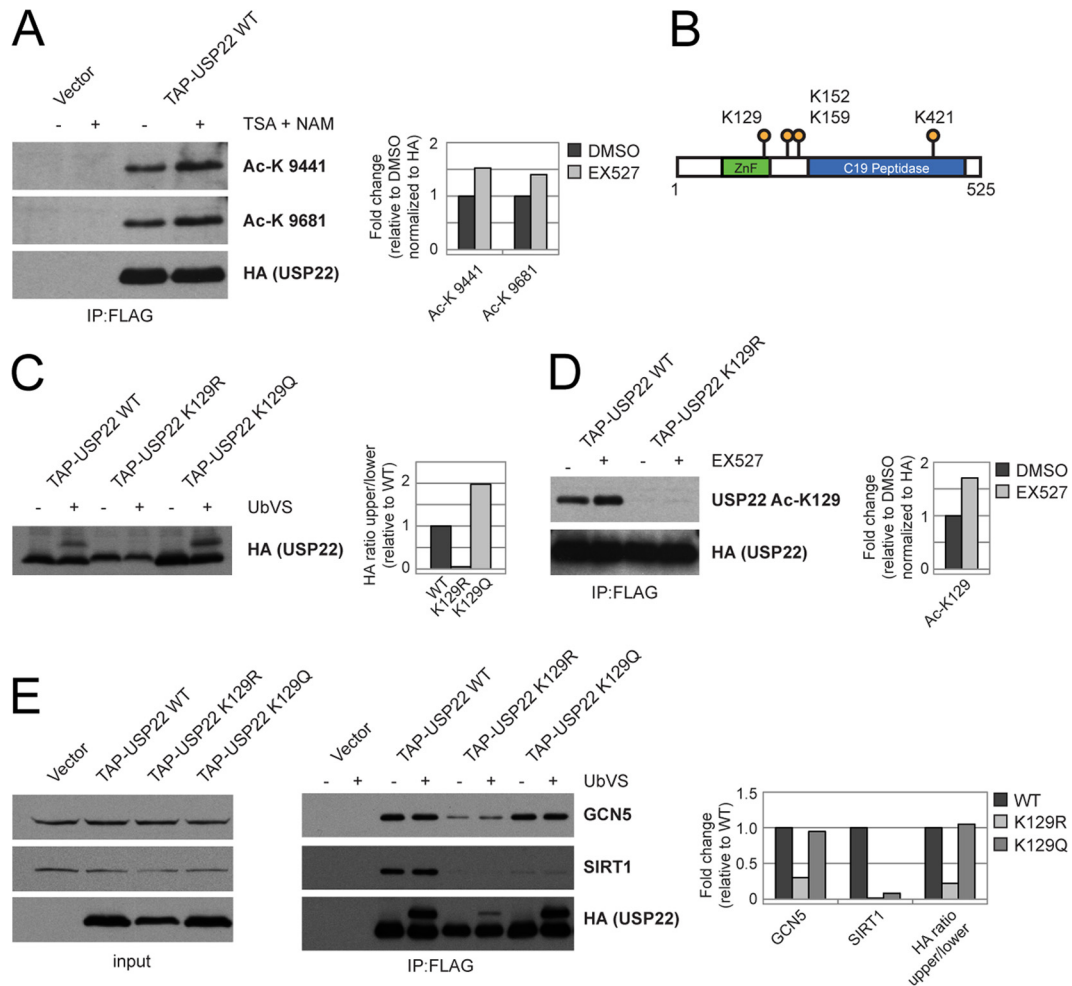 A
Vector
TAP-USP22 WT
- + - + TSA + NAM
Ac-K 9441
Ac-K 9681
HA (USP22)
IP:FLAG
Fold change
(relative to DMSO
normalized to HA)
2
1
0
DMSO
EX527
Ac-K 9441
Ac-K 9681
B
K129
K152
K159
K421
ZnF
C19 Peptidase
1
525
C
TAP-USP22 WT
TAP-USP22 K129R
TAP-USP22 K129Q
- + - + - + UbVS
HA (USP22)
HA ratio upper/lower
(relative to WT)
2
1
0
WT
K129R
K129Q
D
TAP-USP22 WT
TAP-USP22 K129R
- + - + EX527
USP22 Ac-K129
HA (USP22)
IP:FLAG
Fold change
(relative to DMSO
normalized to HA)
2
1
0
DMSO
EX527
Ac-K129
E
Vector
TAP-USP22 WT
TAP-USP22 K129R
TAP-USP22 K129Q
input
Vector
TAP-USP22 WT
TAP-USP22 K129R
TAP-USP22 K129Q
- + - + - + - + UbVS
GCN5
SIRT1
HA (USP22)
IP:FLAG
Fold change
(relative to WT)
1.5
1.0
0.5
0
WT
K129R
K129Q
GCN5
SIRT1
HA ratio
upper/lower